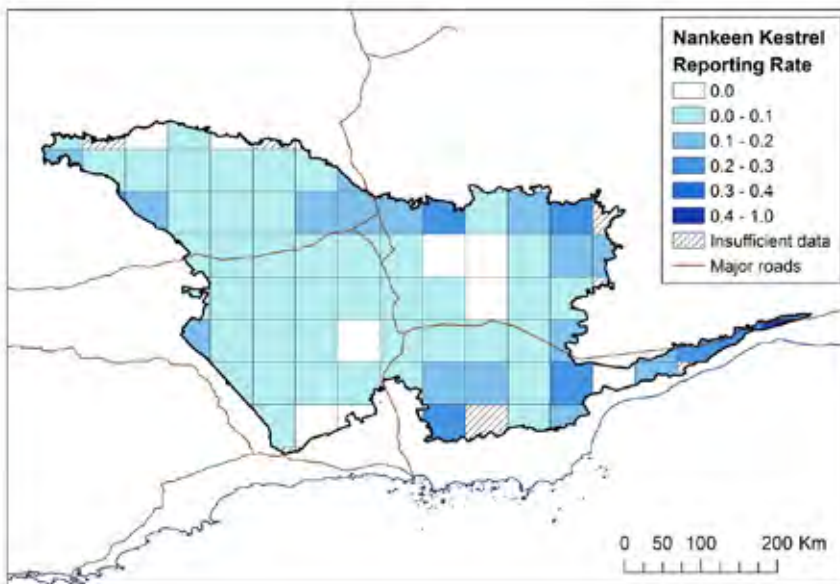 Nankeen Kestrel
Reporting Rate
0.0
0.0 - 0.1
0.1 - 0.2
0.2 - 0.3
0.3 - 0.4
0.4 - 1.0
Insufficient data
Major roads
0 50 100 200 Km